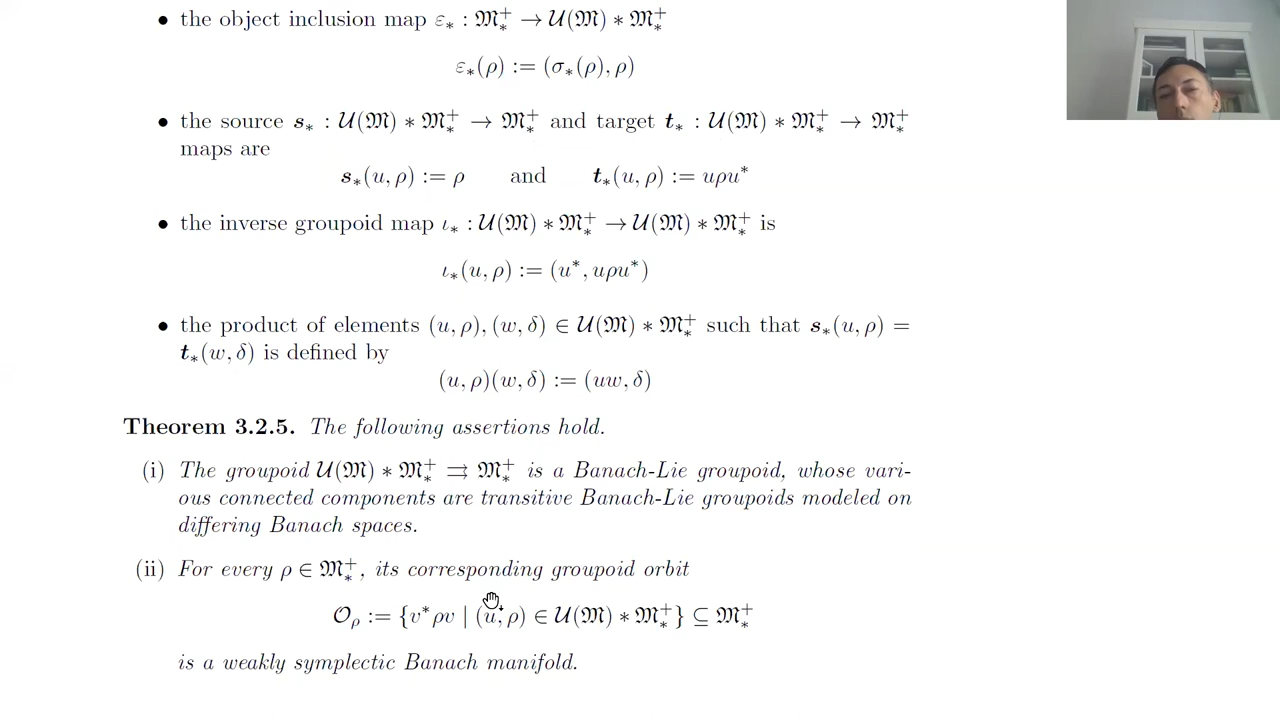 • the object inclusion map ε∗ : 𝔐∗⁺ → 𝒰(𝔐) ∗ 𝔐∗⁺
ε∗(ρ) := (σ∗(ρ), ρ)
• the source s∗ : 𝒰(𝔐) ∗ 𝔐∗⁺ → 𝔐∗⁺ and target t∗ : 𝒰(𝔐) ∗ 𝔐∗⁺ → 𝔐∗⁺
maps are
s∗(u, ρ) := ρ and t∗(u, ρ) := uρu*
• the inverse groupoid map ι∗ : 𝒰(𝔐) ∗ 𝔐∗⁺ → 𝒰(𝔐) ∗ 𝔐∗⁺ is
ι∗(u, ρ) := (u*, uρu*)
• the product of elements (u, ρ), (w, δ) ∈ 𝒰(𝔐) ∗ 𝔐∗⁺ such that s∗(u, ρ) =
t∗(w, δ) is defined by
(u, ρ)(w, δ) := (uw, δ)
Theorem 3.2.5. The following assertions hold.
(i) The groupoid 𝒰(𝔐) ∗ 𝔐∗⁺ ⇉ 𝔐∗⁺ is a Banach-Lie groupoid, whose vari-
ous connected components are transitive Banach-Lie groupoids modeled on
differing Banach spaces.
(ii) For every ρ ∈ 𝔐∗⁺, its corresponding groupoid orbit
𝒪ρ := {v*ρv | (u, ρ) ∈ 𝒰(𝔐) ∗ 𝔐∗⁺} ⊆ 𝔐∗⁺
is a weakly symplectic Banach manifold.